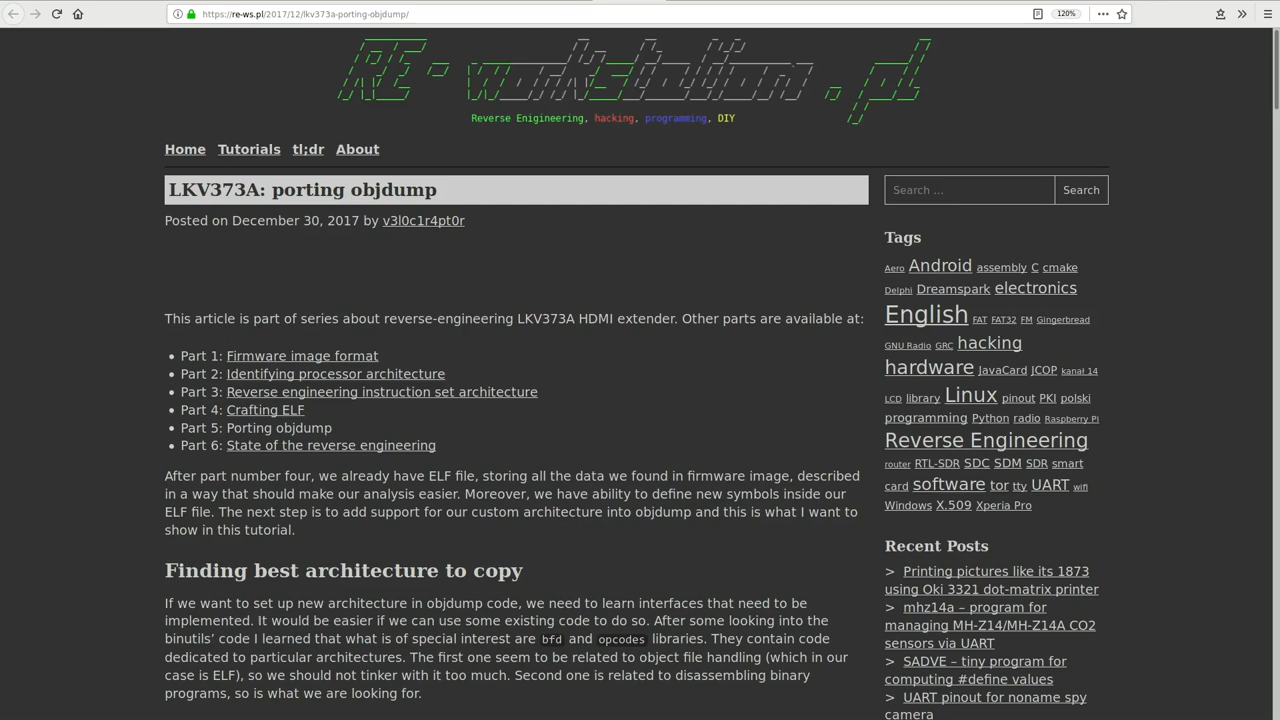 https://re-ws.pl/2017/12/lkv373a-porting-objdump/
120%
RE-workstation.pl
Reverse Enigineering, hacking, programming, DIY
Home Tutorials tl;dr About
LKV373A: porting objdump
Posted on December 30, 2017 by v3l0c1r4pt0r
This article is part of series about reverse-engineering LKV373A HDMI extender. Other parts are available at:
• Part 1: Firmware image format
• Part 2: Identifying processor architecture
• Part 3: Reverse engineering instruction set architecture
• Part 4: Crafting ELF
• Part 5: Porting objdump
• Part 6: State of the reverse engineering
After part number four, we already have ELF file, storing all the data we found in firmware image, described
in a way that should make our analysis easier. Moreover, we have ability to define new symbols inside our
ELF file. The next step is to add support for our custom architecture into objdump and this is what I want to
show in this tutorial.
Finding best architecture to copy
If we want to set up new architecture in objdump code, we need to learn interfaces that need to be
implemented. It would be easier if we can use some existing code to do so. After some looking into the
binutils’ code I learned that what is of special interest are bfd and opcodes libraries. They contain code
dedicated to particular architectures. The first one seem to be related to object file handling (which in our
case is ELF), so we should not tinker with it too much. Second one is related to disassembling binary
programs, so is what we are looking for.
Search ...
Search
Tags
Aero Android assembly C cmake
Delphi Dreamspark electronics
English FAT FAT32 FM Gingerbread
GNU Radio GRC hacking
hardware JavaCard JCOP kanał 14
LCD library Linux pinout PKI polski
programming Python radio Raspberry Pi
Reverse Engineering
router RTL-SDR SDC SDM SDR smart
card software tor tty UART wifi
Windows X.509 Xperia Pro
Recent Posts
> Printing pictures like its 1873
using Oki 3321 dot-matrix printer
> mhz14a – program for
managing MH-Z14/MH-Z14A CO2
sensors via UART
> SADVE – tiny program for
computing #define values
> UART pinout for noname spy
camera